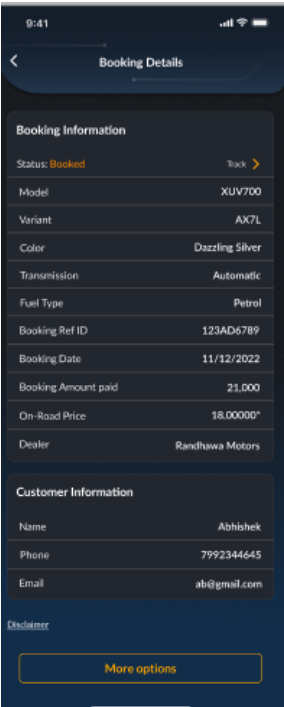 9:41
Booking Details
Booking Information
Status: Booked Track
Model XUV700
Variant AX7L
Color Dazzling Silver
Transmission Automatic
Fuel Type Petrol
Booking Ref ID 123AD6789
Booking Date 11/12/2022
Booking Amount paid 21,000
On-Road Price 18,00000*
Dealer Randhawa Motors
Customer Information
Name Abhishek
Phone 7992344645
Email ab@gmail.com
Disclaimer
More options